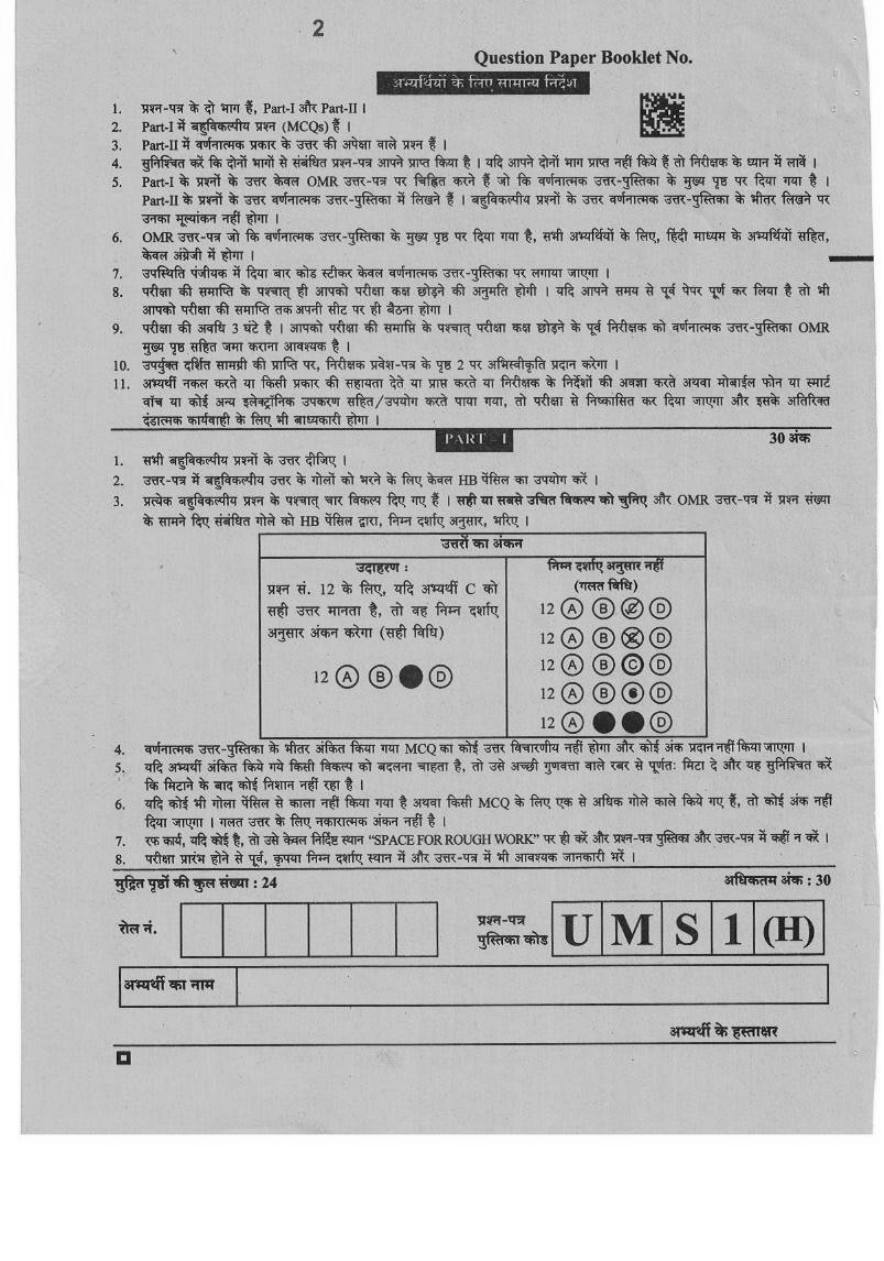 2
Question Paper Booklet No.
अभ्यर्थियों के लिए सामान्य निर्देश
1. प्रश्न-पत्र के दो भाग हैं, Part-I और Part-II ।
2. Part-I में बहुविकल्पीय प्रश्न (MCQs) हैं ।
3. Part-II में वर्णनात्मक प्रकार के उत्तर की अपेक्षा वाले प्रश्न हैं ।
4. सुनिश्चित करें कि दोनों भागों से संबंधित प्रश्न-पत्र आपने प्राप्त किया है । यदि आपने दोनों भाग प्राप्त नहीं किये हैं तो निरीक्षक के ध्यान में लावें ।
5. Part-I के प्रश्नों के उत्तर केवल OMR उत्तर-पत्र पर चिह्नित करने हैं जो कि वर्णनात्मक उत्तर-पुस्तिका के मुख्य पृष्ठ पर दिया गया है ।
Part-II के प्रश्नों के उत्तर वर्णनात्मक उत्तर-पुस्तिका में लिखने हैं । बहुविकल्पीय प्रश्नों के उत्तर वर्णनात्मक उत्तर-पुस्तिका के भीतर लिखने पर
उनका मूल्यांकन नहीं होगा ।
6. OMR उत्तर-पत्र जो कि वर्णनात्मक उत्तर-पुस्तिका के मुख्य पृष्ठ पर दिया गया है, सभी अभ्यर्थियों के लिए, हिंदी माध्यम के अभ्यर्थियों सहित,
केवल अंग्रेजी में होगा ।
7. उपस्थिति पंजीयक में दिया बार कोड स्टीकर केवल वर्णनात्मक उत्तर-पुस्तिका पर लगाया जाएगा ।
8. परीक्षा की समाप्ति के पश्चात् ही आपको परीक्षा कक्ष छोड़ने की अनुमति होगी । यदि आपने समय से पूर्व पेपर पूर्ण कर लिया है तो भी
आपको परीक्षा की समाप्ति तक अपनी सीट पर ही बैठना होगा ।
9. परीक्षा की अवधि 3 घंटे है । आपको परीक्षा की समाप्ति के पश्चात् परीक्षा कक्ष छोड़ने के पूर्व निरीक्षक को वर्णनात्मक उत्तर-पुस्तिका OMR
मुख्य पृष्ठ सहित जमा कराना आवश्यक है ।
10. उपर्युक्त दर्शित सामग्री की प्राप्ति पर, निरीक्षक प्रवेश-पत्र के पृष्ठ 2 पर अभिस्वीकृति प्रदान करेगा ।
11. अभ्यर्थी नकल करते या किसी प्रकार की सहायता देते या प्राप्त करते या निरीक्षक के निर्देशों की अवज्ञा करते अथवा मोबाईल फोन या स्मार्ट
वॉच या कोई अन्य इलेक्ट्रॉनिक उपकरण सहित/उपयोग करते पाया गया, तो परीक्षा से निष्कासित कर दिया जाएगा और इसके अतिरिक्त
दंडात्मक कार्यवाही के लिए भी बाध्यकारी होगा ।
PART – I
30 अंक
1. सभी बहुविकल्पीय प्रश्नों के उत्तर दीजिए ।
2. उत्तर-पत्र में बहुविकल्पीय उत्तर के गोलों को भरने के लिए केवल HB पेंसिल का उपयोग करें ।
3. प्रत्येक बहुविकल्पीय प्रश्न के पश्चात् चार विकल्प दिए गए हैं । सही या सबसे उचित विकल्प को चुनिए और OMR उत्तर-पत्र में प्रश्न संख्या
के सामने दिए संबंधित गोले को HB पेंसिल द्वारा, निम्न दर्शाए अनुसार, भरिए ।
उत्तरों का अंकन
उदाहरण :
प्रश्न सं. 12 के लिए, यदि अभ्यर्थी C को
सही उत्तर मानता है, तो वह निम्न दर्शाए
अनुसार अंकन करेगा (सही विधि)
12 A B D
निम्न दर्शाए अनुसार नहीं
(गलत विधि)
12 A B C D
12 A B C D
12 A B C D
12 A B D
12 A D
4. वर्णनात्मक उत्तर-पुस्तिका के भीतर अंकित किया गया MCQ का कोई उत्तर विचारणीय नहीं होगा और कोई अंक प्रदान नहीं किया जाएगा ।
5. यदि अभ्यर्थी अंकित किये गये किसी विकल्प को बदलना चाहता है, तो उसे अच्छी गुणवत्ता वाले रबर से पूर्णतः मिटा दे और यह सुनिश्चित करें
कि मिटाने के बाद कोई निशान नहीं रहा है ।
6. यदि कोई भी गोला पेंसिल से काला नहीं किया गया है अथवा किसी MCQ के लिए एक से अधिक गोले काले किये गए हैं, तो कोई अंक नहीं
दिया जाएगा । गलत उत्तर के लिए नकारात्मक अंकन नहीं है ।
7. रफ कार्य, यदि कोई है, तो उसे केवल निर्दिष्ट स्थान “SPACE FOR ROUGH WORK” पर ही करें और प्रश्न-पत्र पुस्तिका और उत्तर-पत्र में कहीं न करें ।
8. परीक्षा प्रारंभ होने से पूर्व, कृपया निम्न दर्शाए स्थान में और उत्तर-पत्र में भी आवश्यक जानकारी भरें ।
मुद्रित पृष्ठों की कुल संख्या : 24
अधिकतम अंक : 30
रोल नं.
प्रश्न-पत्र
पुस्तिका कोड
U M S 1 (H)
अभ्यर्थी का नाम
अभ्यर्थी के हस्ताक्षर